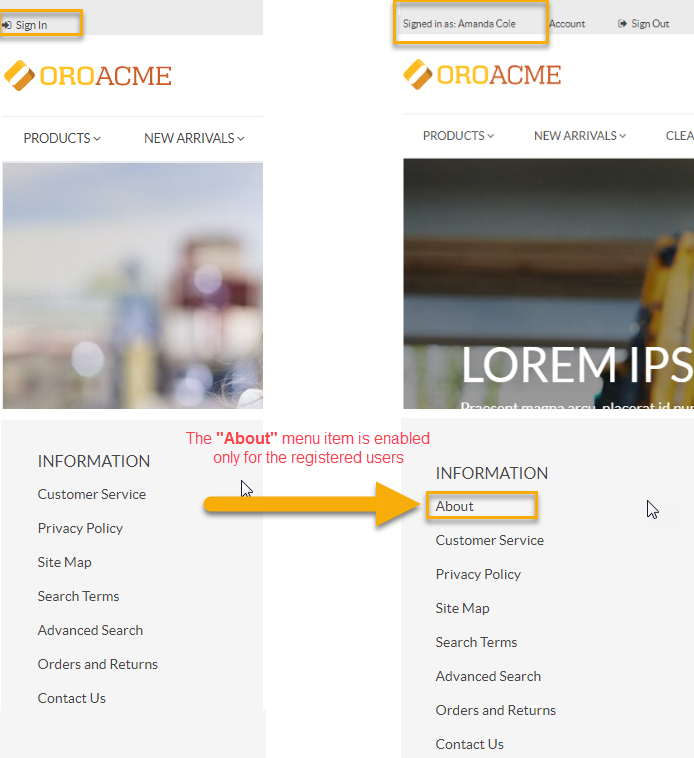 Sign In
OROACME
PRODUCTS
NEW ARRIVALS
Signed in as: Amanda Cole Account Sign Out
OROACME
PRODUCTS NEW ARRIVALS CLEA
LOREM IPS
Praesent magna arcu, placerat id pur
The "About" menu item is enabled
only for the registered users
INFORMATION
Customer Service
Privacy Policy
Site Map
Search Terms
Advanced Search
Orders and Returns
Contact Us
INFORMATION
About
Customer Service
Privacy Policy
Site Map
Search Terms
Advanced Search
Orders and Returns
Contact Us